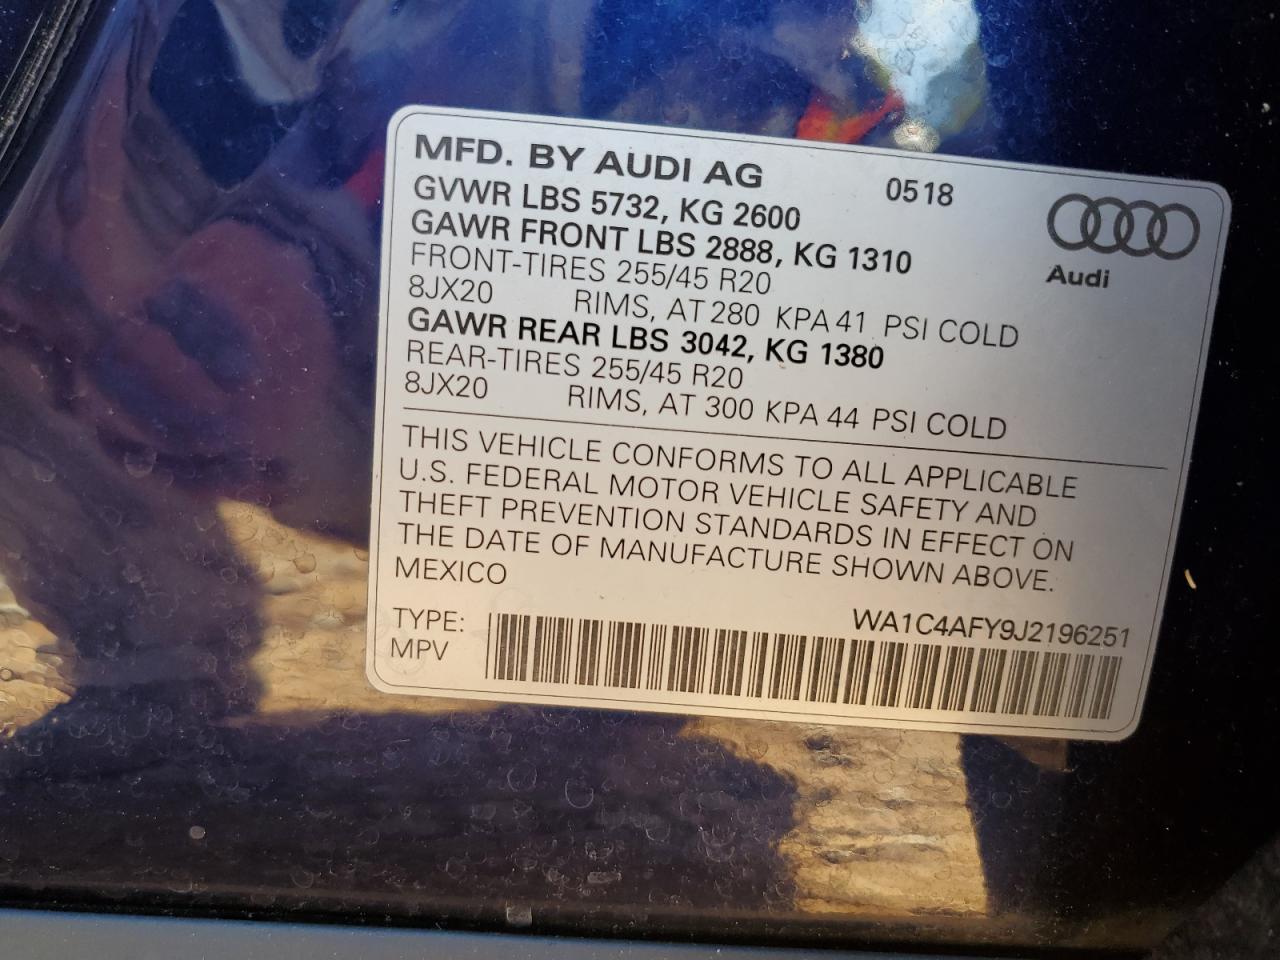 MFD. BY AUDI AG 0518
GVWR LBS 5732, KG 2600
GAWR FRONT LBS 2888, KG 1310
Audi
FRONT-TIRES 255/45 R20
8JX20 RIMS, AT 280 KPA 41 PSI COLD
GAWR REAR LBS 3042, KG 1380
REAR-TIRES 255/45 R20
8JX20 RIMS, AT 300 KPA 44 PSI COLD
THIS VEHICLE CONFORMS TO ALL APPLICABLE
U.S. FEDERAL MOTOR VEHICLE SAFETY AND
THEFT PREVENTION STANDARDS IN EFFECT ON
THE DATE OF MANUFACTURE SHOWN ABOVE.
MEXICO
TYPE: WA1C4AFY9J2196251
MPV